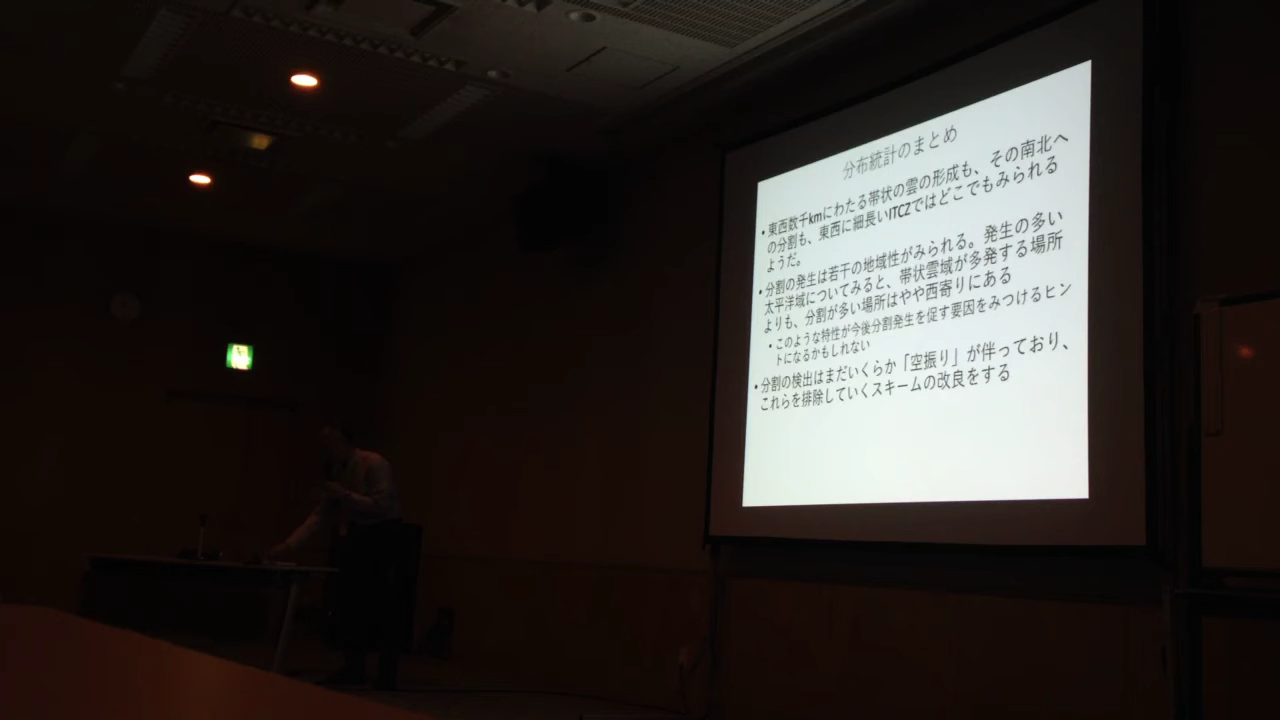 分布統計のまとめ
• 東西数千kmにわたる帯状の雲の形成も、その南北へ
の分割も、東西に細長いITCZではどこでもみられる
ようだ。
• 分割の発生は若干の地域性がみられる。発生の多い
太平洋域についてみると、帯状雲域が多発する場所
よりも、分割が多い場所はやや西寄りにある
• このような特性が今後分割発生を促す要因をみつけるヒン
トになるかもしれない
• 分割の検出はまだいくらか「空振り」が伴っており、
これらを排除していくスキームの改良をする